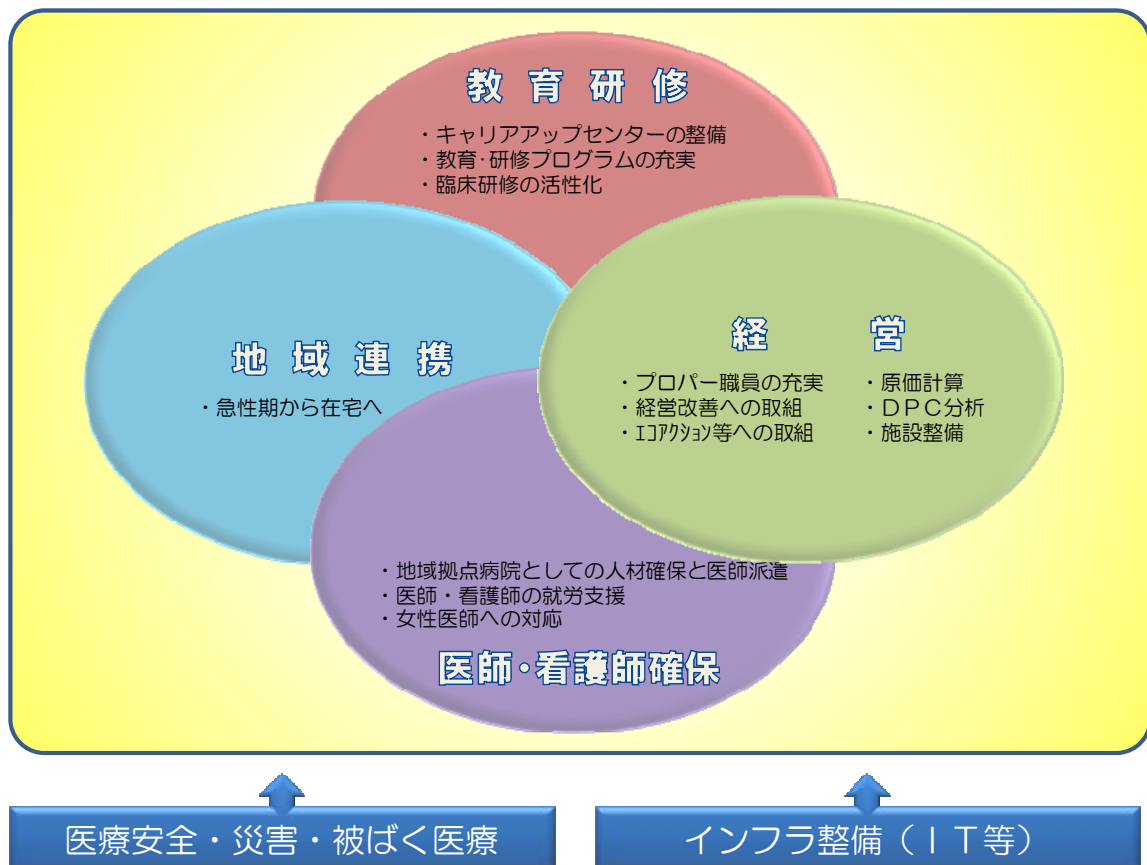 教育研修
・キャリアアップセンターの整備
・教育・研修プログラムの充実
・臨床研修の活性化
地域連携
・急性期から在宅へ
経営
・プロパー職員の充実
・経営改善への取組
・ｴｺｱｸｼｮﾝ等への取組
・原価計算
・ＤＰＣ分析
・施設整備
・地域拠点病院としての人材確保と医師派遣
・医師・看護師の就労支援
・女性医師への対応
医師・看護師確保
医療安全・災害・被ばく医療
インフラ整備（ＩＴ等）